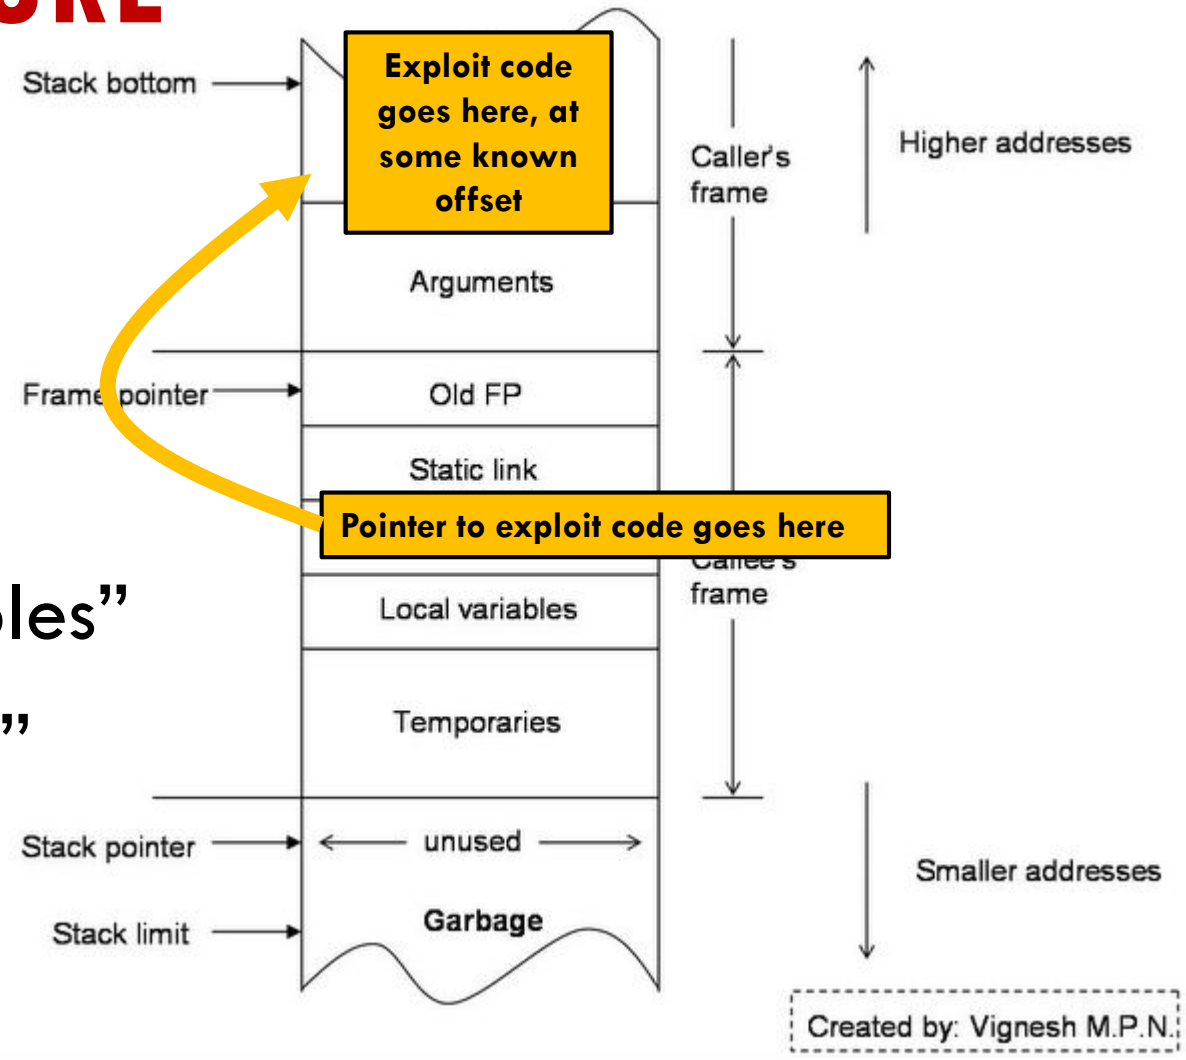 Stack bottom
Exploit code
goes here, at
some known
offset
Caller's
frame
Higher addresses
Arguments
Frame pointer
Old FP
Static link
Pointer to exploit code goes here
frame
Local variables
Temporaries
Stack pointer
unused
Smaller addresses
Stack limit
Garbage
Created by: Vignesh M.P.N.